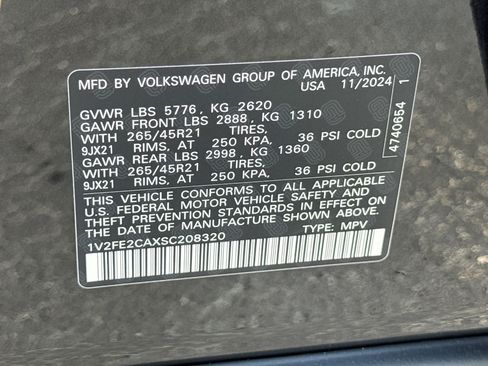 MFD BY VOLKSWAGEN GROUP OF AMERICA, INC.
USA 11/2024
GVWR LBS 5776, KG 2620
GAWR FRONT LBS 2888, KG 1310
WITH 265/45R21 TIRES,
9JX21 RIMS, AT 250 KPA, 36 PSI COLD
GAWR REAR LBS 2998, KG 1360
WITH 265/45R21 TIRES,
9JX21 RIMS, AT 250 KPA, 36 PSI COLD
THIS VEHICLE CONFORMS TO ALL APPLICABLE
U.S. FEDERAL MOTOR VEHICLE SAFETY AND
THEFT PREVENTION STANDARDS IN EFFECT ON
THE DATE OF MANUFACTURE SHOWN ABOVE.
1V2FE2CAXSC208320 TYPE: MPV
4740654 1